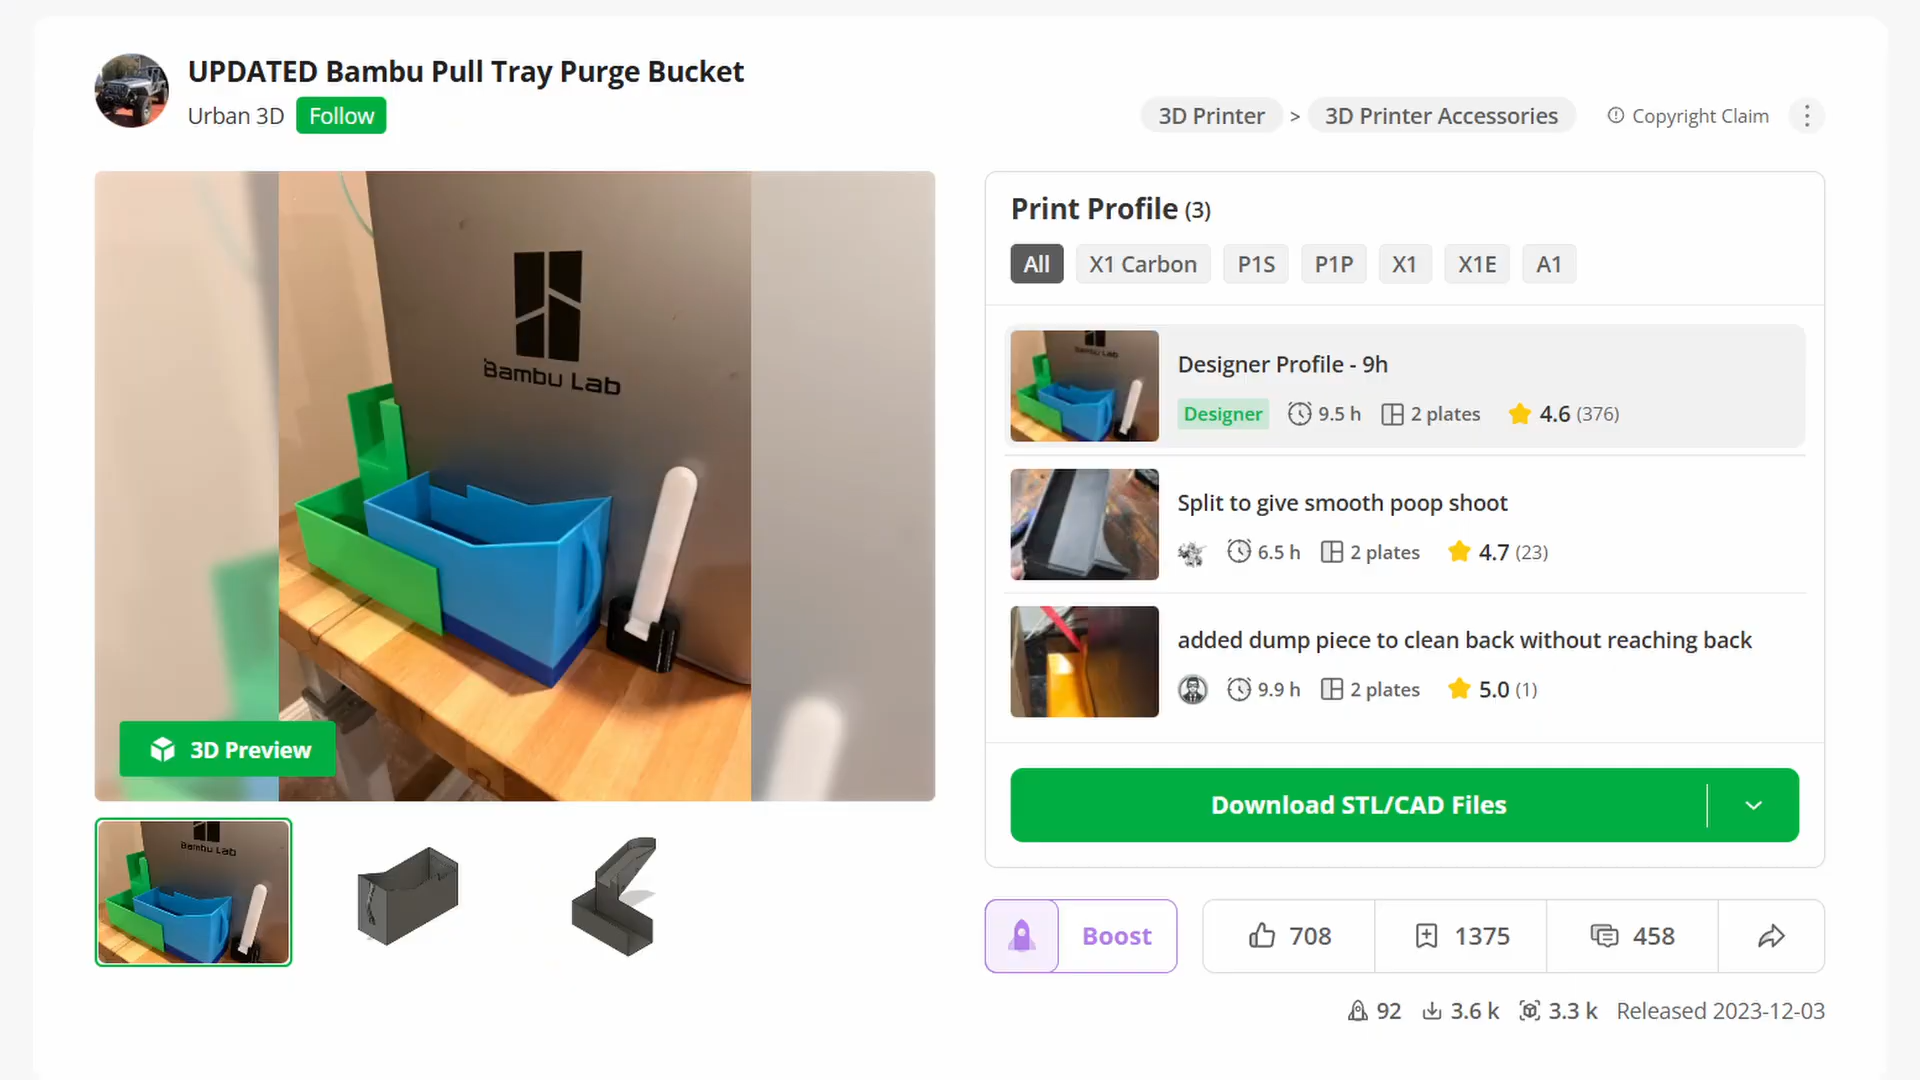 UPDATED Bambu Pull Tray Purge Bucket
Urban 3D
Follow
3D Printer > 3D Printer Accessories
Copyright Claim
Bambu Lab
3D Preview
Bambu Lab
Print Profile (3)
All
X1 Carbon
P1S
P1P
X1
X1E
A1
Bambu Lab
Designer Profile - 9h
Designer
9.5 h
2 plates
4.6 (376)
Split to give smooth poop shoot
6.5 h
2 plates
4.7 (23)
added dump piece to clean back without reaching back
9.9 h
2 plates
5.0 (1)
Download STL/CAD Files
Boost
708
1375
458
92
3.6 k
3.3 k
Released 2023-12-03